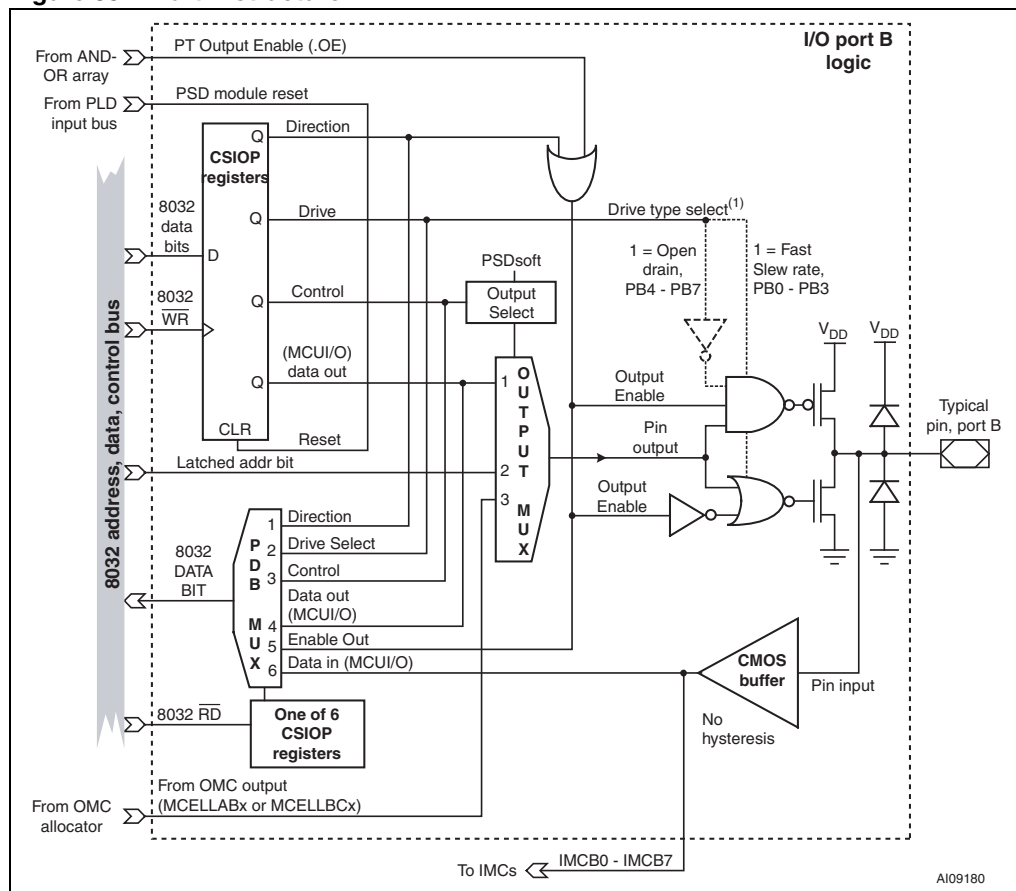 I/O port B
logic
From AND-
OR array
PT Output Enable (.OE)
From PLD
input bus
PSD module reset
CSIOP
registers
Q
Direction
Q
Drive
Drive type select(1)
8032
data
bits
D
1 = Open
drain,
PB4 - PB7
1 = Fast
Slew rate,
PB0 - PB3
PSDsoft
Output
Select
8032
WR
Q
Control
VDD
VDD
(MCUI/O)
data out
Q
1
OUTPUT MUX
Output
Enable
Typical
pin, port B
CLR
Reset
Pin
output
Latched addr bit
2
3
Output
Enable
8032 address, data, control bus
8032
DATA
BIT
PDB MUX
1
Direction
2
Drive Select
3
Control
Data out
(MCUI/O)
4
5
Enable Out
6
Data in (MCUI/O)
CMOS
buffer
Pin input
No
hysteresis
8032 RD
One of 6
CSIOP
registers
From OMC
allocator
From OMC output
(MCELLABx or MCELLBCx)
To IMCs
IMCB0 - IMCB7
AI09180